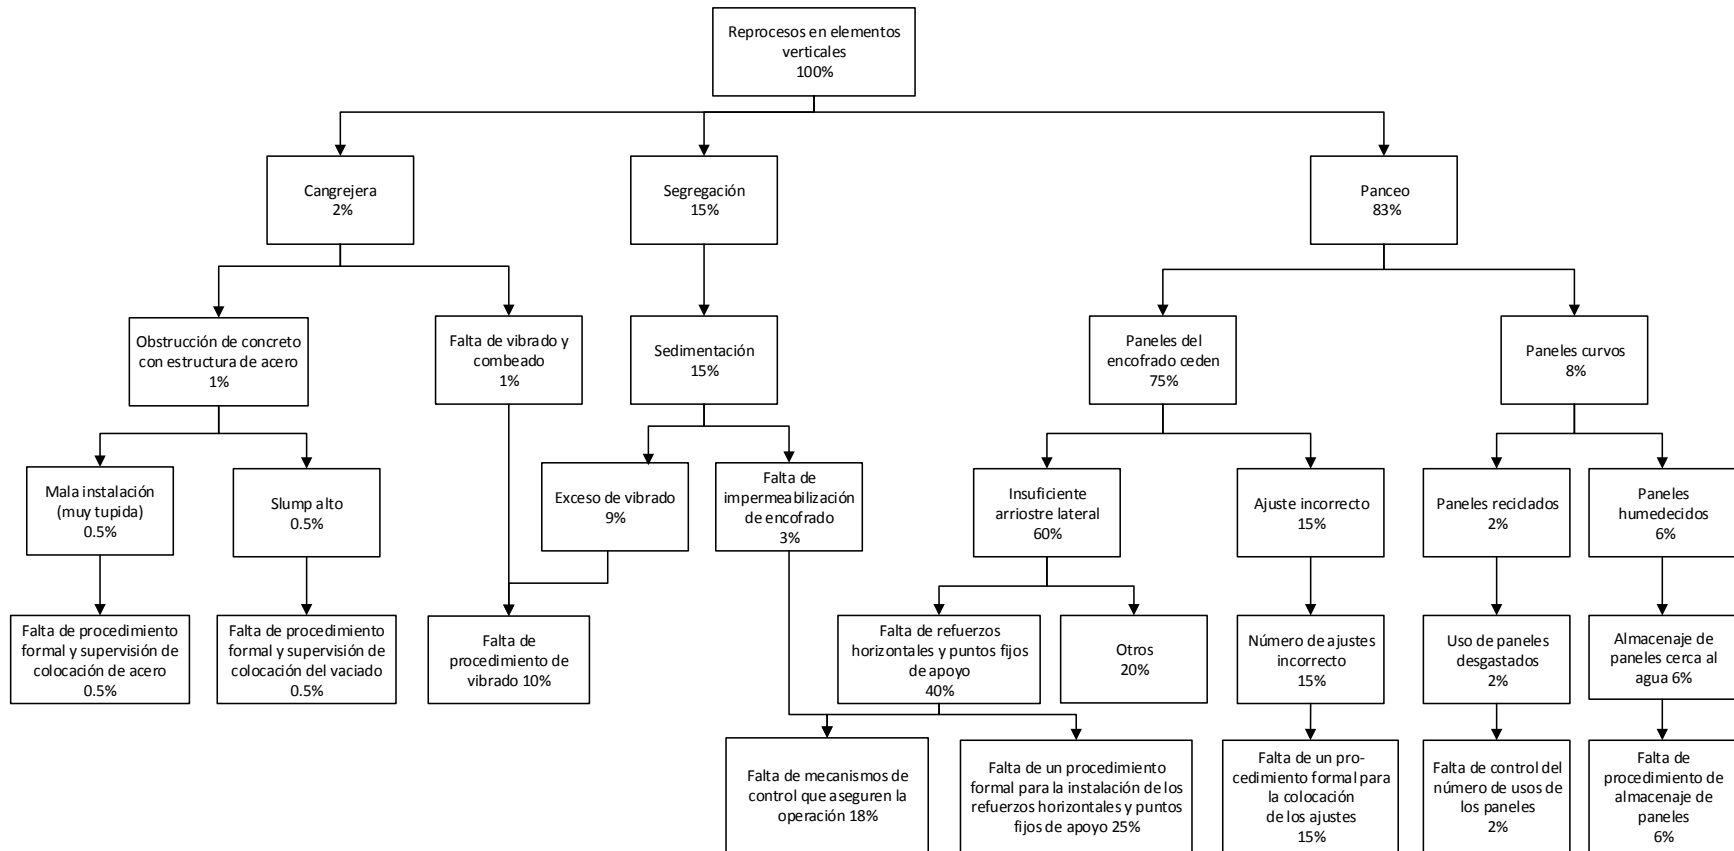 Reprocesos en elementos
verticales
100%
Cangrejera
2%
Segregación
15%
Panceo
83%
Obstrucción de concreto
con estructura de acero
1%
Falta de vibrado y
combeado
1%
Sedimentación
15%
Paneles del
encofrado ceden
75%
Paneles curvos
8%
Mala instalación
(muy tupida)
0.5%
Slump alto
0.5%
Exceso de vibrado
9%
Falta de
impermeabilización
de encofrado
3%
Insuficiente
arriostre lateral
60%
Ajuste incorrecto
15%
Paneles reciclados
2%
Paneles
humedecidos
6%
Falta de procedimiento
formal y supervisión de
colocación de acero
0.5%
Falta de procedimiento
formal y supervisión de
colocación del vaciado
0.5%
Falta de
procedimiento de
vibrado 10%
Falta de refuerzos
horizontales y puntos fijos
de apoyo
40%
Otros
20%
Número de ajustes
incorrecto
15%
Uso de paneles
desgastados
2%
Almacenaje de
paneles cerca al
agua 6%
Falta de mecanismos de
control que aseguren la
operación 18%
Falta de un procedimiento
formal para la instalación de los
refuerzos horizontales y puntos
fijos de apoyo 25%
Falta de un pro-
cedimiento formal para
la colocación
de los ajustes
15%
Falta de control del
número de usos de
los paneles
2%
Falta de
procedimiento de
almacenaje de
paneles
6%